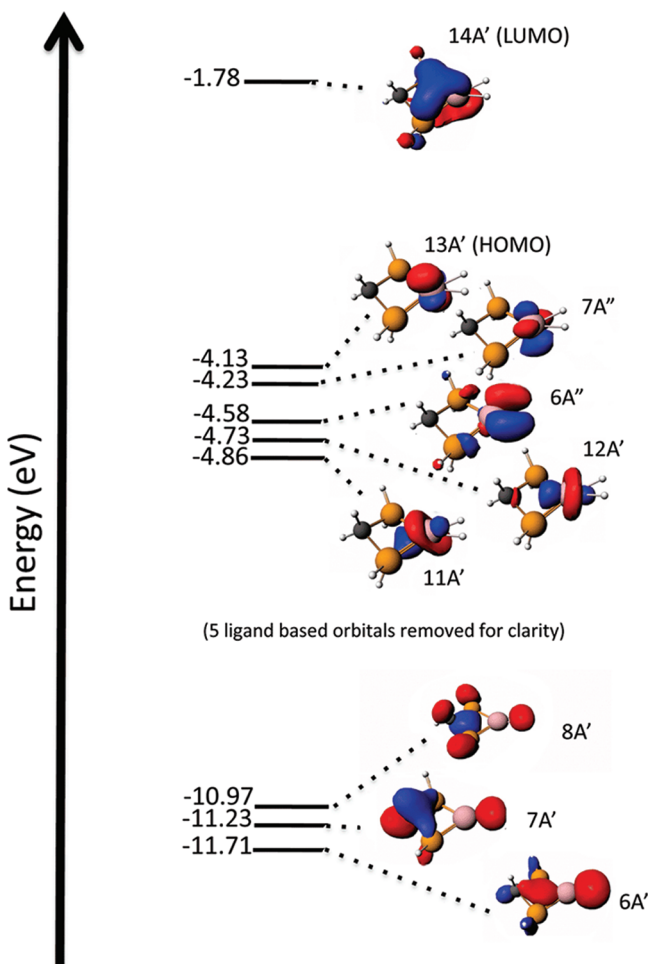 14A’ (LUMO)
-1.78
13A’ (HOMO)
7A”
-4.13
-4.23
6A”
-4.58
-4.73
12A’
-4.86
11A’
Energy (eV)
(5 ligand based orbitals removed for clarity)
8A’
-10.97
-11.23
7A’
-11.71
6A’